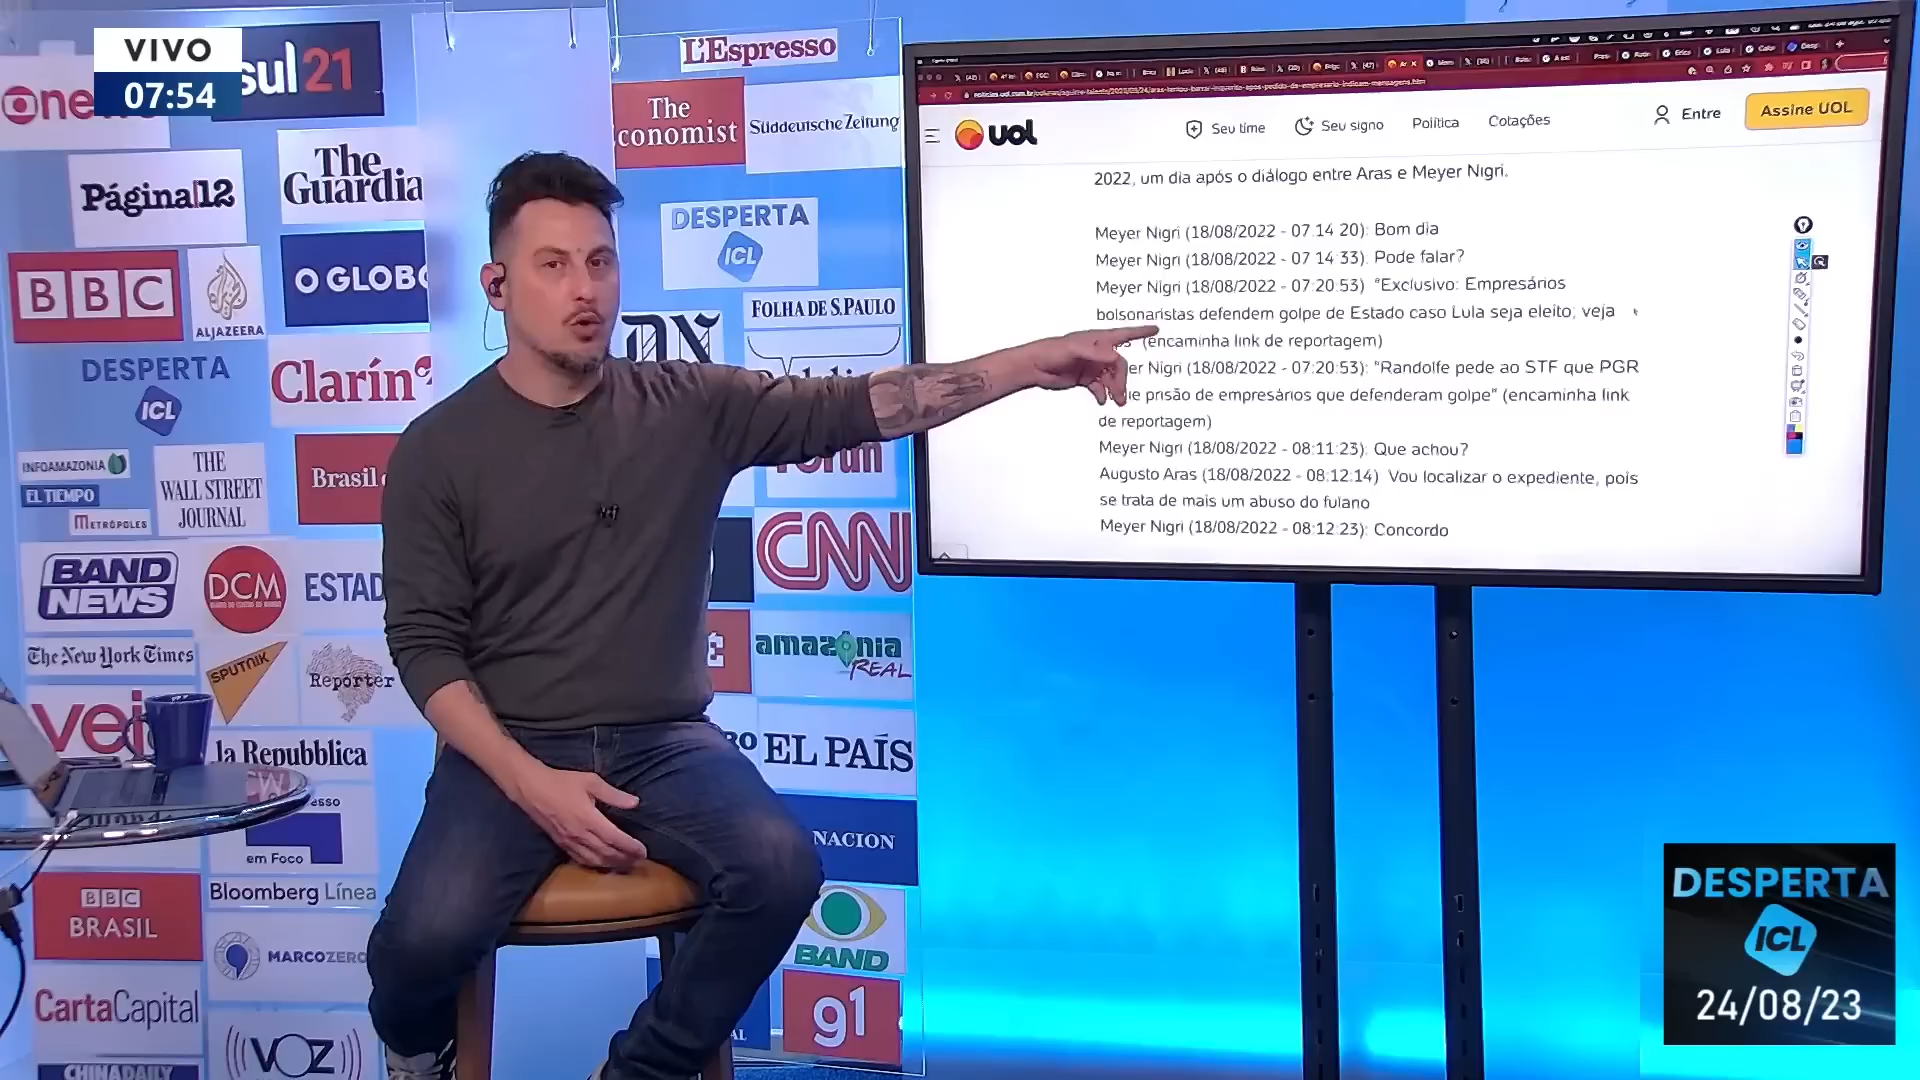 VIVO
07:54
one
sul21
L'Espresso
The
conomist
Süddeutsche Zeitung
Página12
The
Guardia
DESPERTA
ICL
BBC
ALJAZEERA
O GLOBO
FOLHA DE S.PAULO
DESPERTA
ICL
Clarín
INFOAMAZONIA
EL TIEMPO
METRÓPOLES
THE
WALL STREET
JOURNAL
Brasil
CNN
BAND
NEWS
DCM
ESTAD
The New York Times
SPUTNIK
Repórter
amazônia
REAL
vej
la Repubblica
EL PAÍS
em Foco
NACION
BBC
BRASIL
Bloomberg Línea
MARCOZERO
BAND
CartaCapital
VOZ
91
CHINADAILY
uol
Seu time
Seu signo
Política
Cotações
Entre
Assine UOL
2022, um dia após o diálogo entre Aras e Meyer Nigri.
Meyer Nigri (18/08/2022 - 07:14:20): Bom dia
Meyer Nigri (18/08/2022 - 07:14:33): Pode falar?
Meyer Nigri (18/08/2022 - 07:20:53) "Exclusivo: Empresários
bolsonaristas defendem golpe de Estado caso Lula seja eleito; veja
(encaminha link de reportagem)
er Nigri (18/08/2022 - 07:20:53): "Randolfe pede ao STF que PGR
prisão de empresários que defenderam golpe" (encaminha link
de reportagem)
Meyer Nigri (18/08/2022 - 08:11:23): Que achou?
Augusto Aras (18/08/2022 - 08:12:14) Vou localizar o expediente, pois
se trata de mais um abuso do fulano
Meyer Nigri (18/08/2022 - 08:12:23): Concordo
DESPERTA
ICL
24/08/23